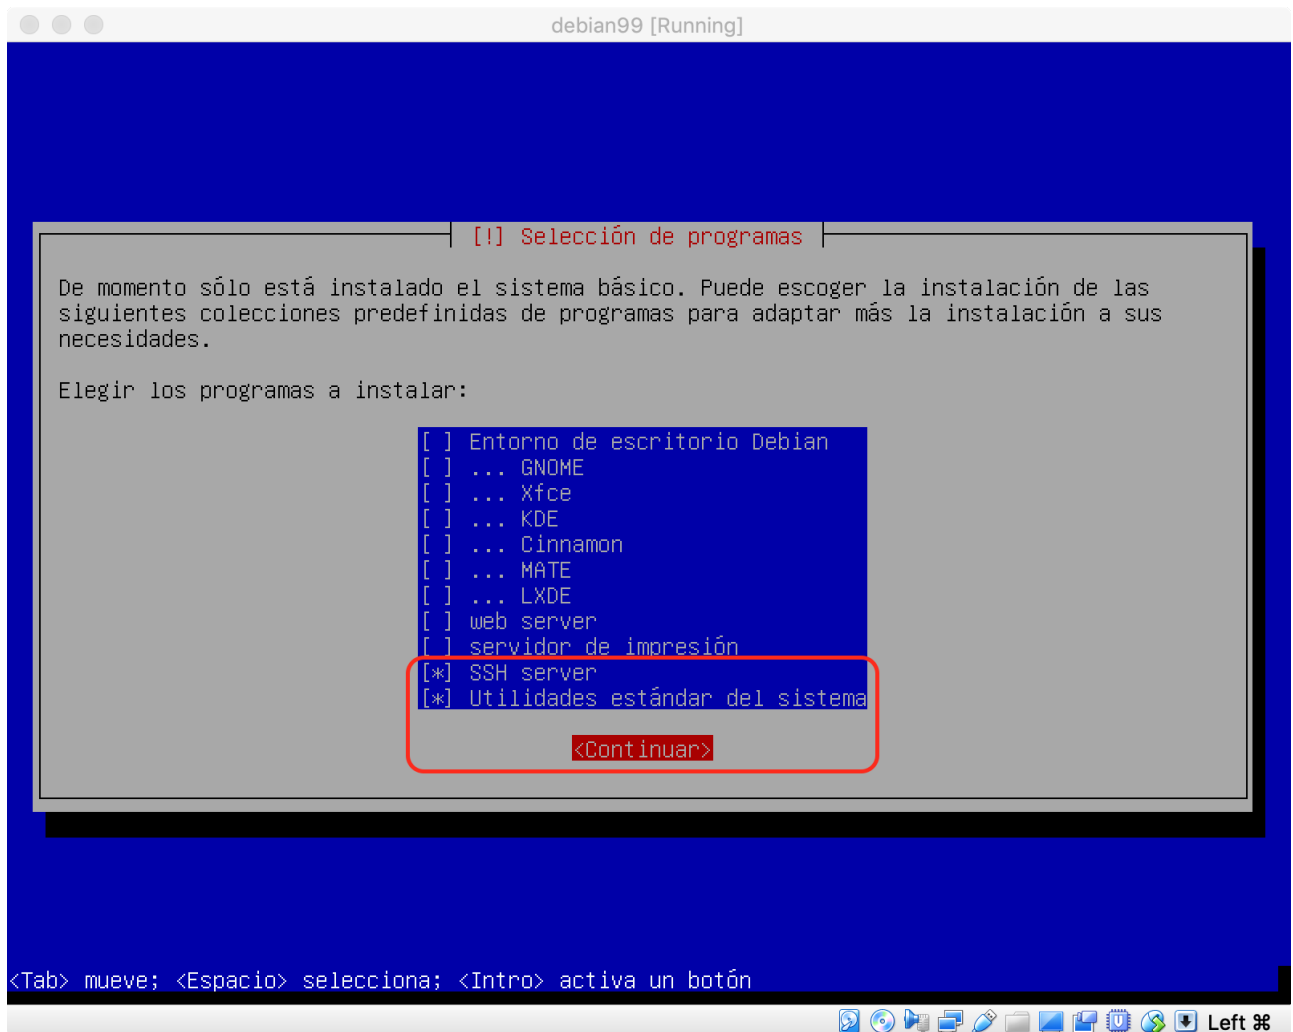 debian99 [Running]
[!] Selección de programas
De momento sólo está instalado el sistema básico. Puede escoger la instalación de las
siguientes colecciones predefinidas de programas para adaptar más la instalación a sus
necesidades.
Elegir los programas a instalar:
[ ] Entorno de escritorio Debian
[ ] ... GNOME
[ ] ... Xfce
[ ] ... KDE
[ ] ... Cinnamon
[ ] ... MATE
[ ] ... LXDE
[ ] web server
[ ] servidor de impresión
[*] SSH server
[*] Utilidades estándar del sistema
<Continuar>
<Tab> mueve; <Espacio> selecciona; <Intro> activa un botón
Left ⌘